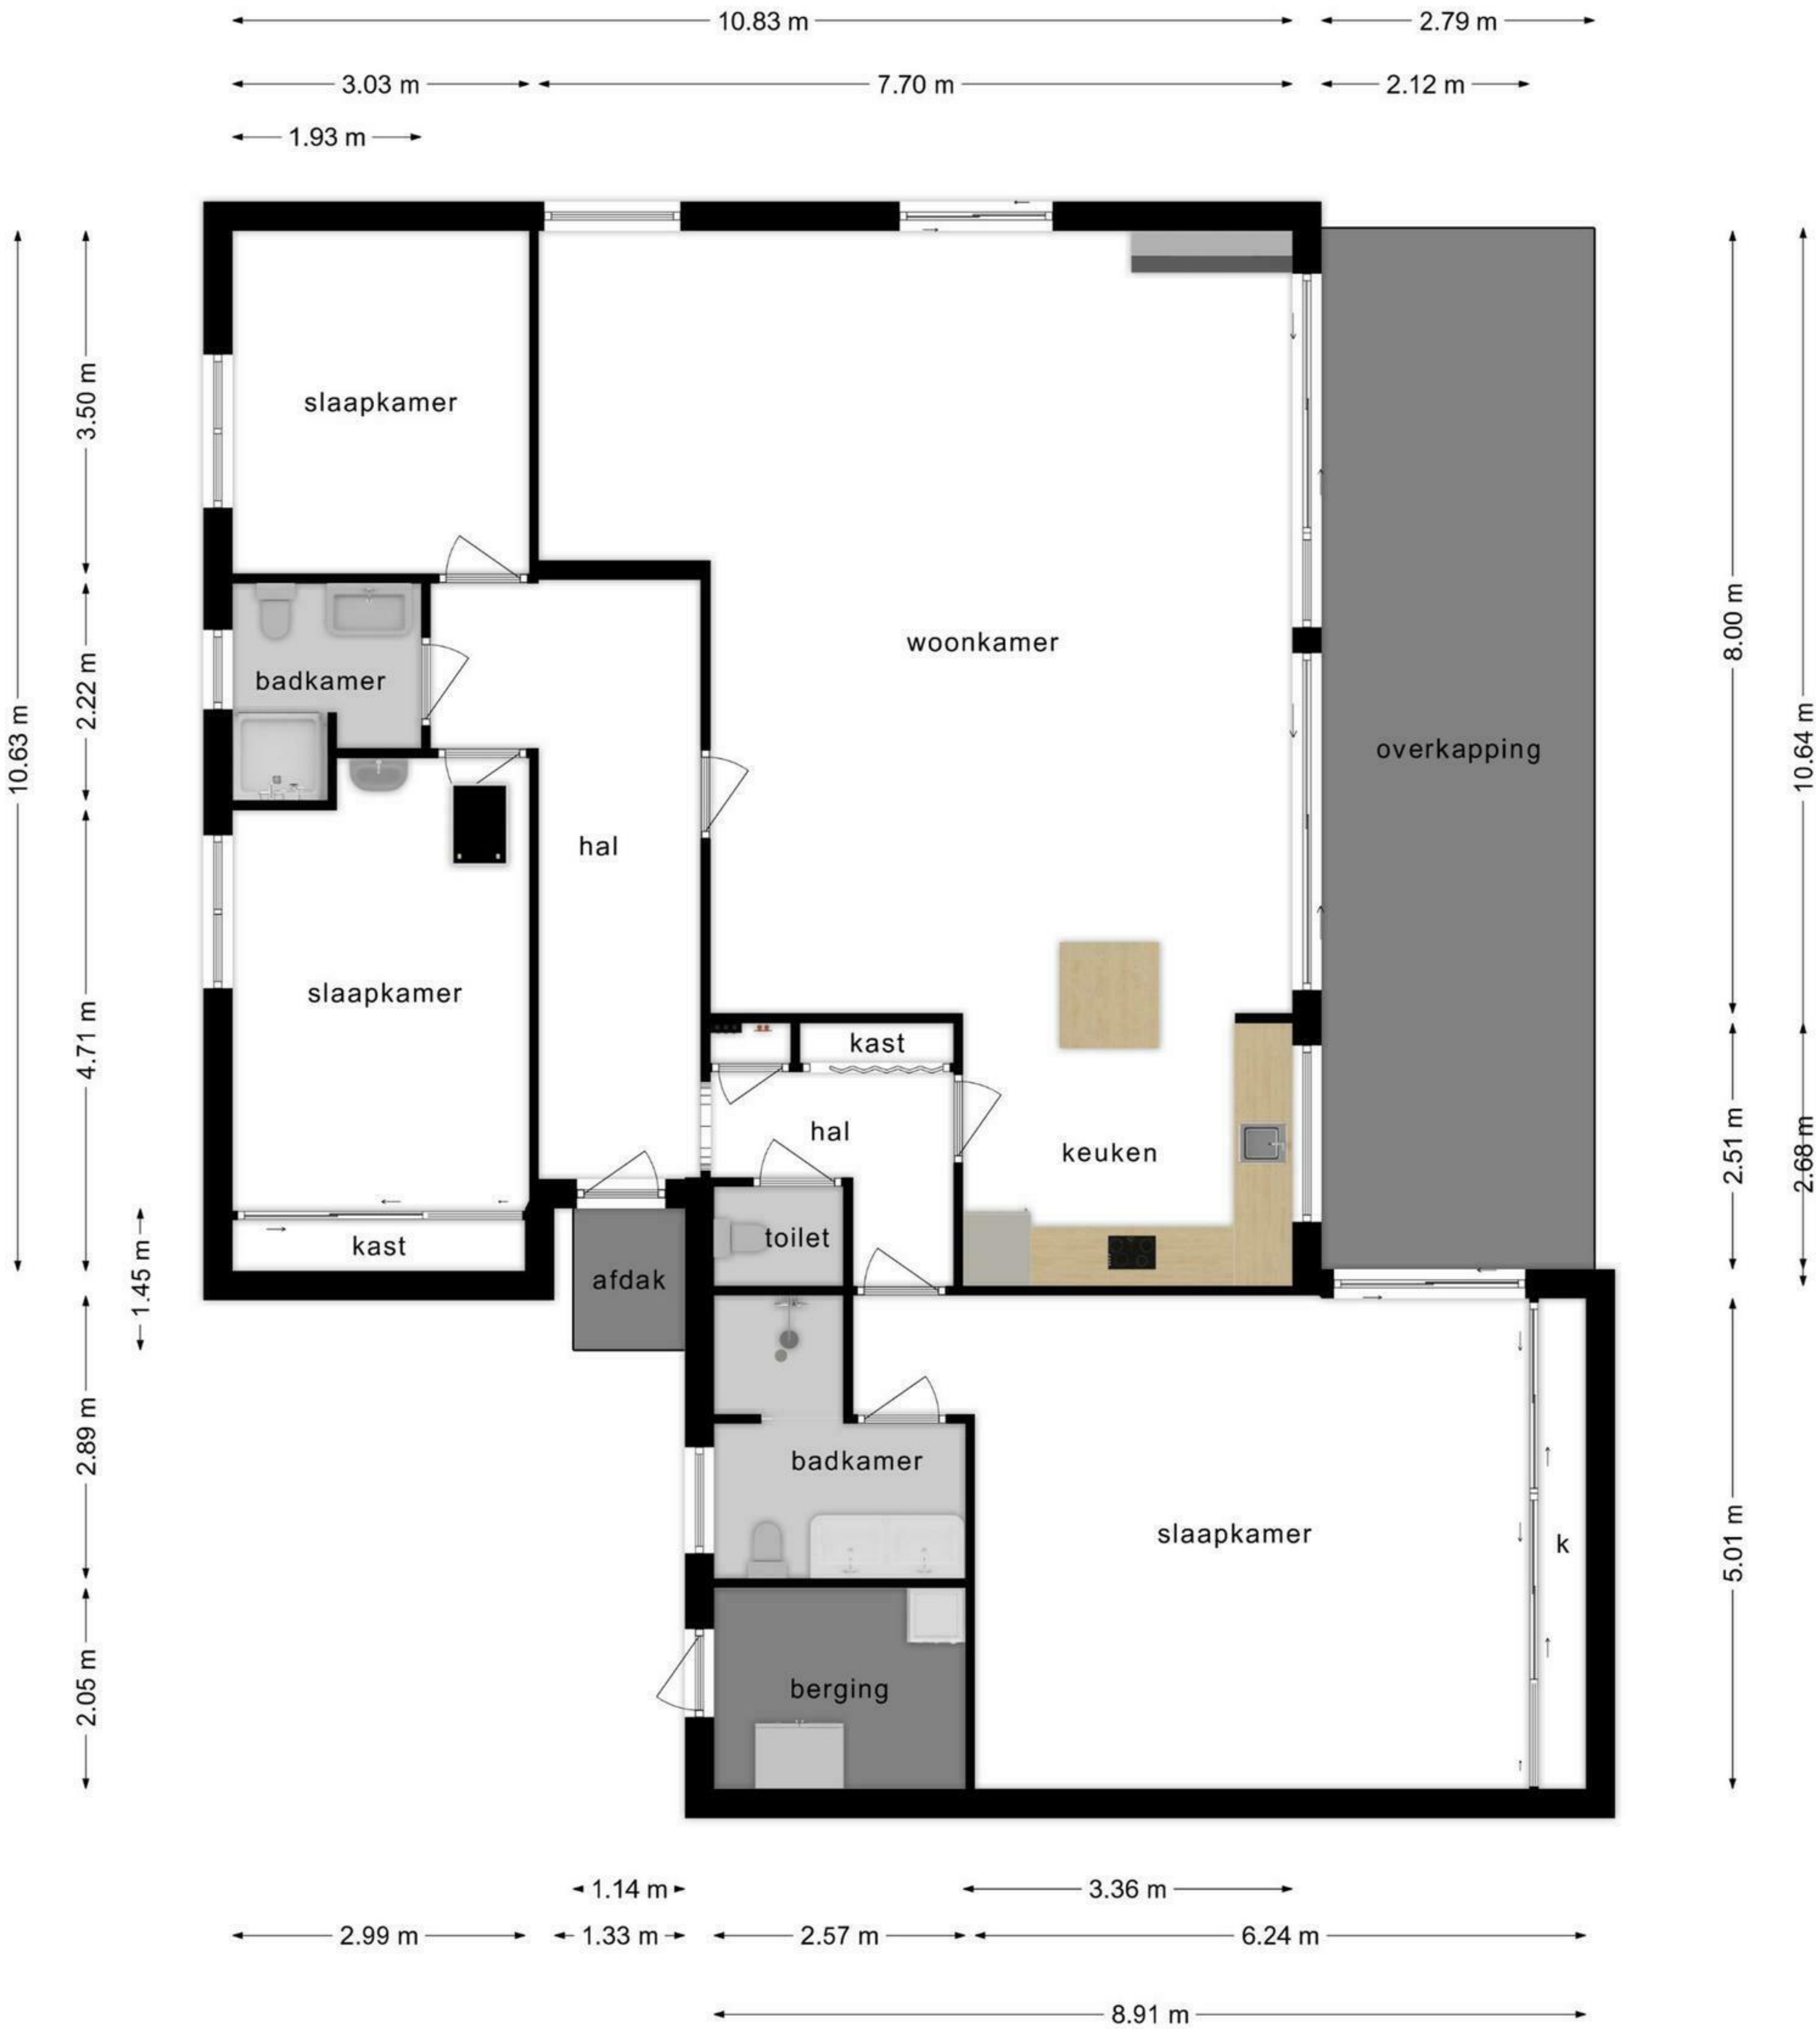 10.83 m
2.79 m
3.03 m
7.70 m
2.12 m
1.93 m
slaapkamer
3.50 m
woonkamer
8.00 m
badkamer
2.22 m
10.63 m
10.64 m
overkapping
hal
slaapkamer
4.71 m
kast
hal
keuken
2.51 m
2.68 m
toilet
kast
afdak
1.45 m
2.89 m
badkamer
slaapkamer
k
5.01 m
berging
2.05 m
1.14 m
3.36 m
2.99 m
1.33 m
2.57 m
6.24 m
8.91 m